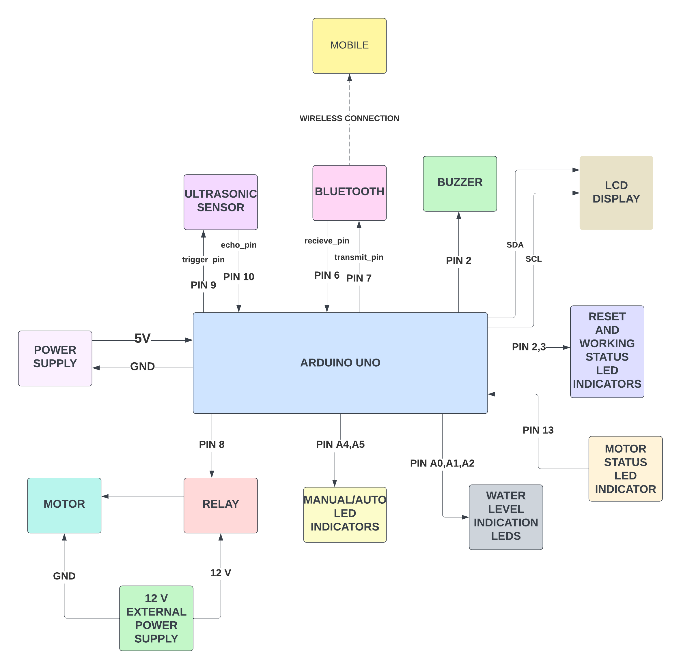 MOBILE
WIRELESS CONNECTION
ULTRASONIC
SENSOR
BLUETOOTH
BUZZER
LCD
DISPLAY
echo_pin
trigger_pin
PIN 10
PIN 9
recieve_pin
transmit_pin
PIN 6
PIN 7
PIN 2
SDA
SCL
POWER
SUPPLY
5V
GND
ARDUINO UNO
PIN 2,3
RESET
AND
WORKING
STATUS
LED
INDICATORS
PIN 13
MOTOR
STATUS
LED
INDICATOR
PIN 8
PIN A4,A5
PIN A0,A1,A2
MOTOR
RELAY
MANUAL/AUTO
LED
INDICATORS
WATER
LEVEL
INDICATION
LEDS
GND
12 V
12 V
EXTERNAL
POWER
SUPPLY